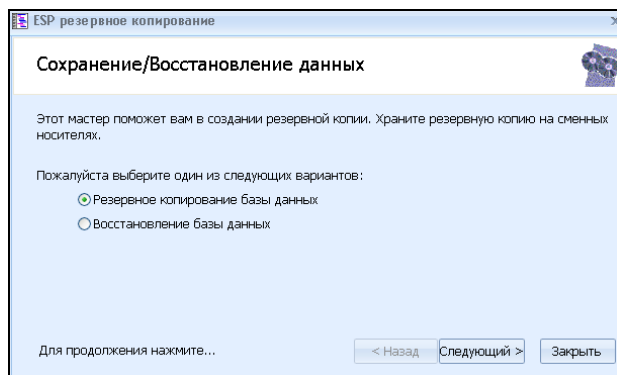 ESP резервное копирование
Сохранение/Восстановление данных
Этот мастер поможет вам в создании резервной копии. Храните резервную копию на сменных
носителях.
Пожалуйста выберите один из следующих вариантов:
Резервное копирование базы данных
Восстановление базы данных
Для продолжения нажмите...
< Назад
Следующий >
Закрыть